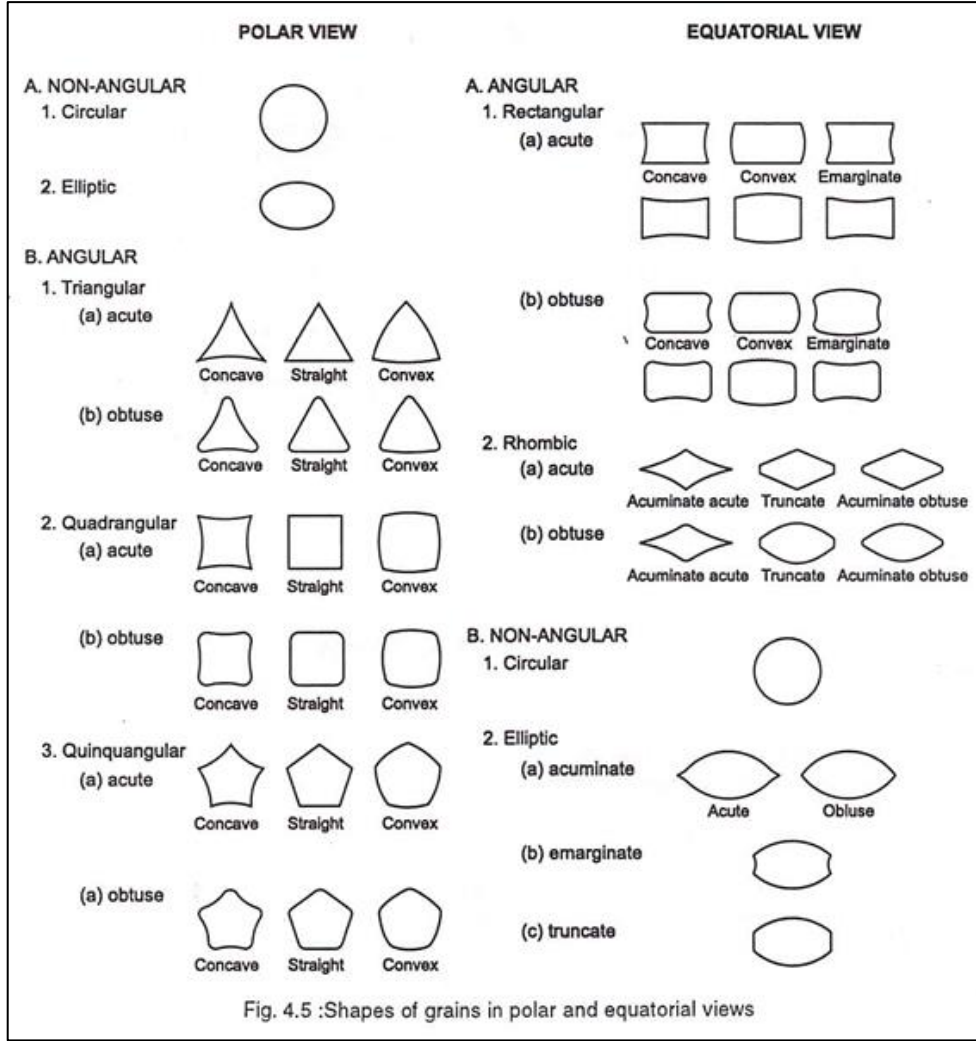 POLAR VIEW
A. NON-ANGULAR
1. Circular
2. Elliptic
B. ANGULAR
1. Triangular
(a) acute
Concave Straight Convex
(b) obtuse
Concave Straight Convex
2. Quadrangular
(a) acute
Concave Straight Convex
(b) obtuse
Concave Straight Convex
3. Quinquangular
(a) acute
Concave Straight Convex
(a) obtuse
Concave Straight Convex
EQUATORIAL VIEW
A. ANGULAR
1. Rectangular
(a) acute
Concave Convex Emarginate
(b) obtuse
Concave Convex Emarginate
2. Rhombic
(a) acute
Acuminate acute Truncate Acuminate obtuse
(b) obtuse
Acuminate acute Truncate Acuminate obtuse
B. NON-ANGULAR
1. Circular
2. Elliptic
(a) acuminate
Acute Obluse
(b) emarginate
(c) truncate
Fig. 4.5 :Shapes of grains in polar and equatorial views